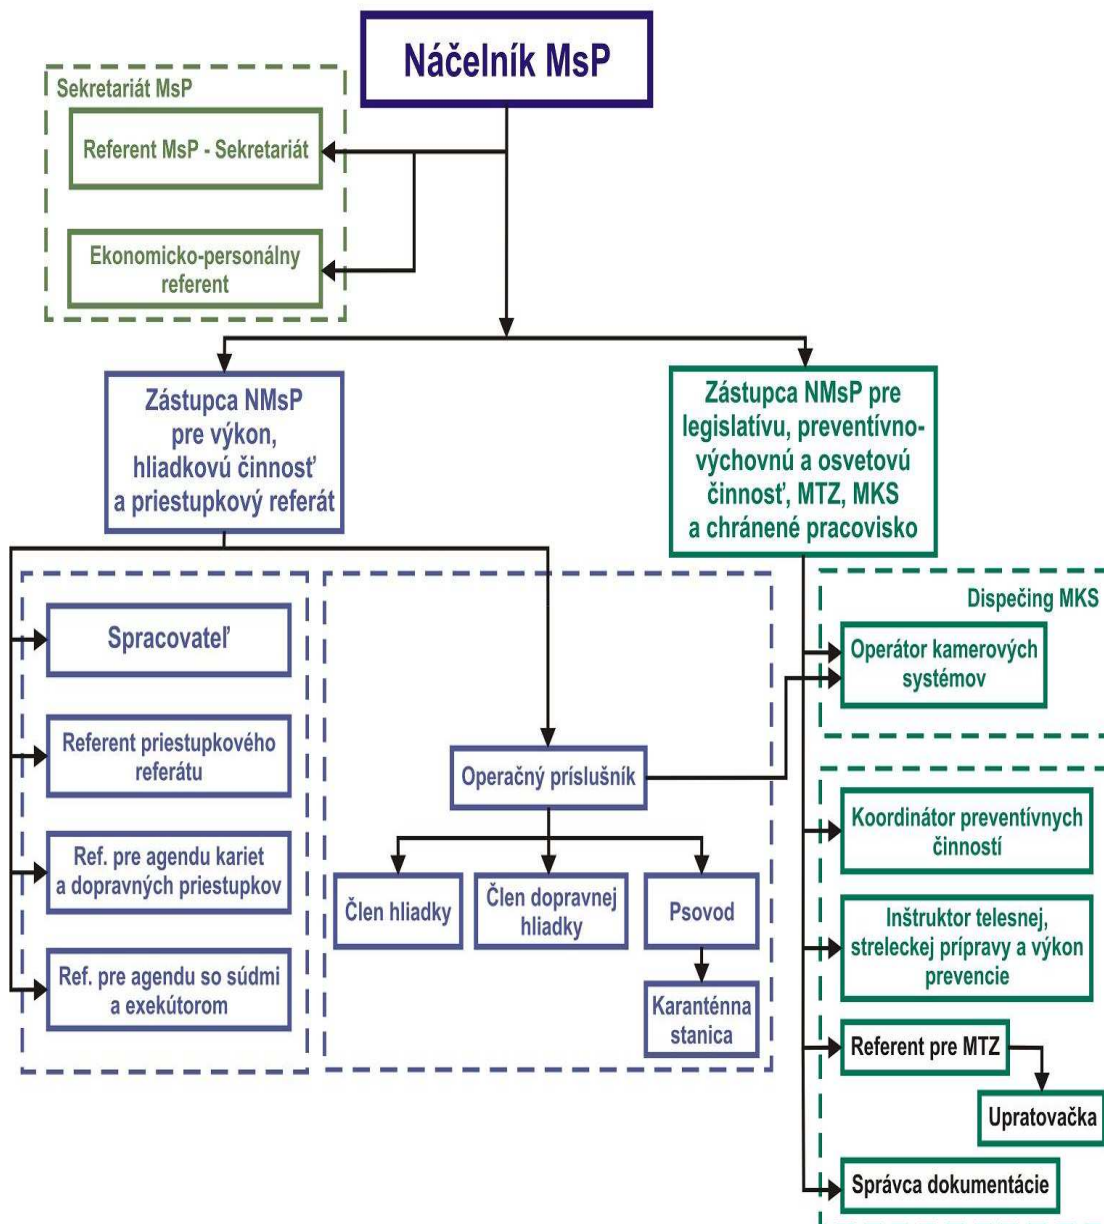 Náčelník MsP
Sekretariát MsP
Referent MsP - Sekretariát
Ekonomicko-personálny
referent
Zástupca NMsP
pre výkon,
hliadkovú činnosť
a priestupkový referát
Zástupca NMsP pre
legislatívu, preventívno-
výchovnú a osvetovú
činnosť, MTZ, MKS
a chránené pracovisko
Spracovateľ
Referent priestupkového
referátu
Ref. pre agendu kariet
a dopravných priestupkov
Ref. pre agendu so súdmi
a exekútorom
Operačný príslušník
Člen hliadky
Člen dopravnej
hliadky
Psovod
Karanténna
stanica
Dispečing MKS
Operátor kamerových
systémov
Koordinátor preventívnych
činností
Inštruktor telesnej,
streleckej prípravy a výkon
prevencie
Referent pre MTZ
Upratovačka
Správca dokumentácie